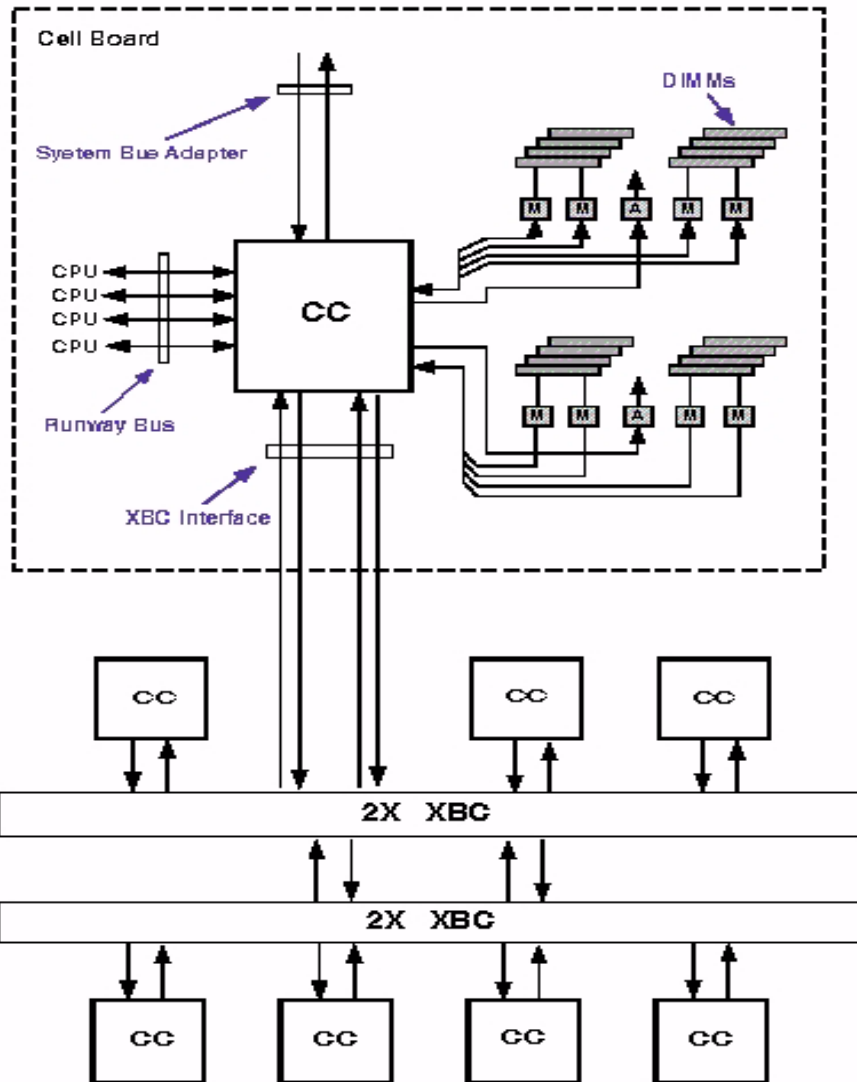 Cell Board
DIMMs
System Bus Adapter
M M A M M
CPU
CPU
CPU
CPU
CC
Runway Bus
M M A M M
XBC Interface
CC CC CC
2X XBC
2X XBC
CC CC CC CC